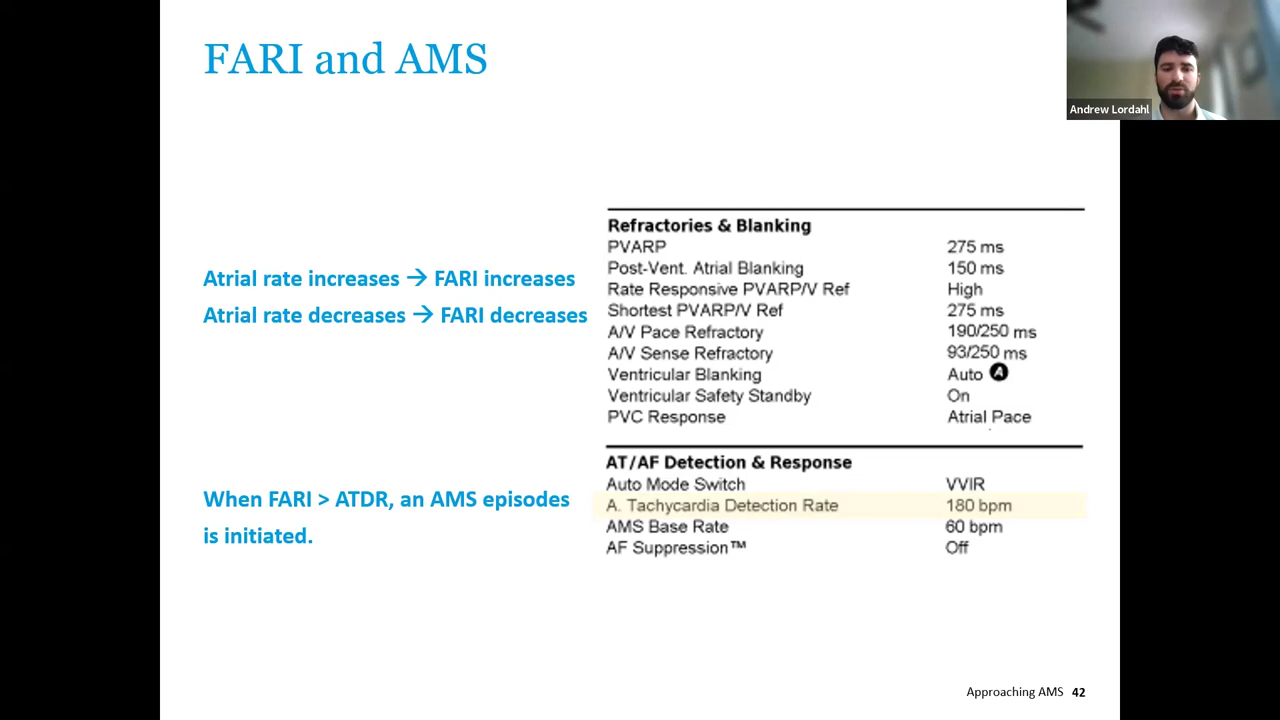 FARI and AMS
Andrew Lordahl
Atrial rate increases → FARI increases
Atrial rate decreases → FARI decreases
When FARI > ATDR, an AMS episodes
is initiated.
Refractories & Blanking
PVARP 275 ms
Post-Vent. Atrial Blanking 150 ms
Rate Responsive PVARP/V Ref High
Shortest PVARP/V Ref 275 ms
A/V Pace Refractory 190/250 ms
A/V Sense Refractory 93/250 ms
Ventricular Blanking Auto A
Ventricular Safety Standby On
PVC Response Atrial Pace
AT/AF Detection & Response
Auto Mode Switch VVIR
A. Tachycardia Detection Rate 180 bpm
AMS Base Rate 60 bpm
AF Suppression™ Off
Approaching AMS 42